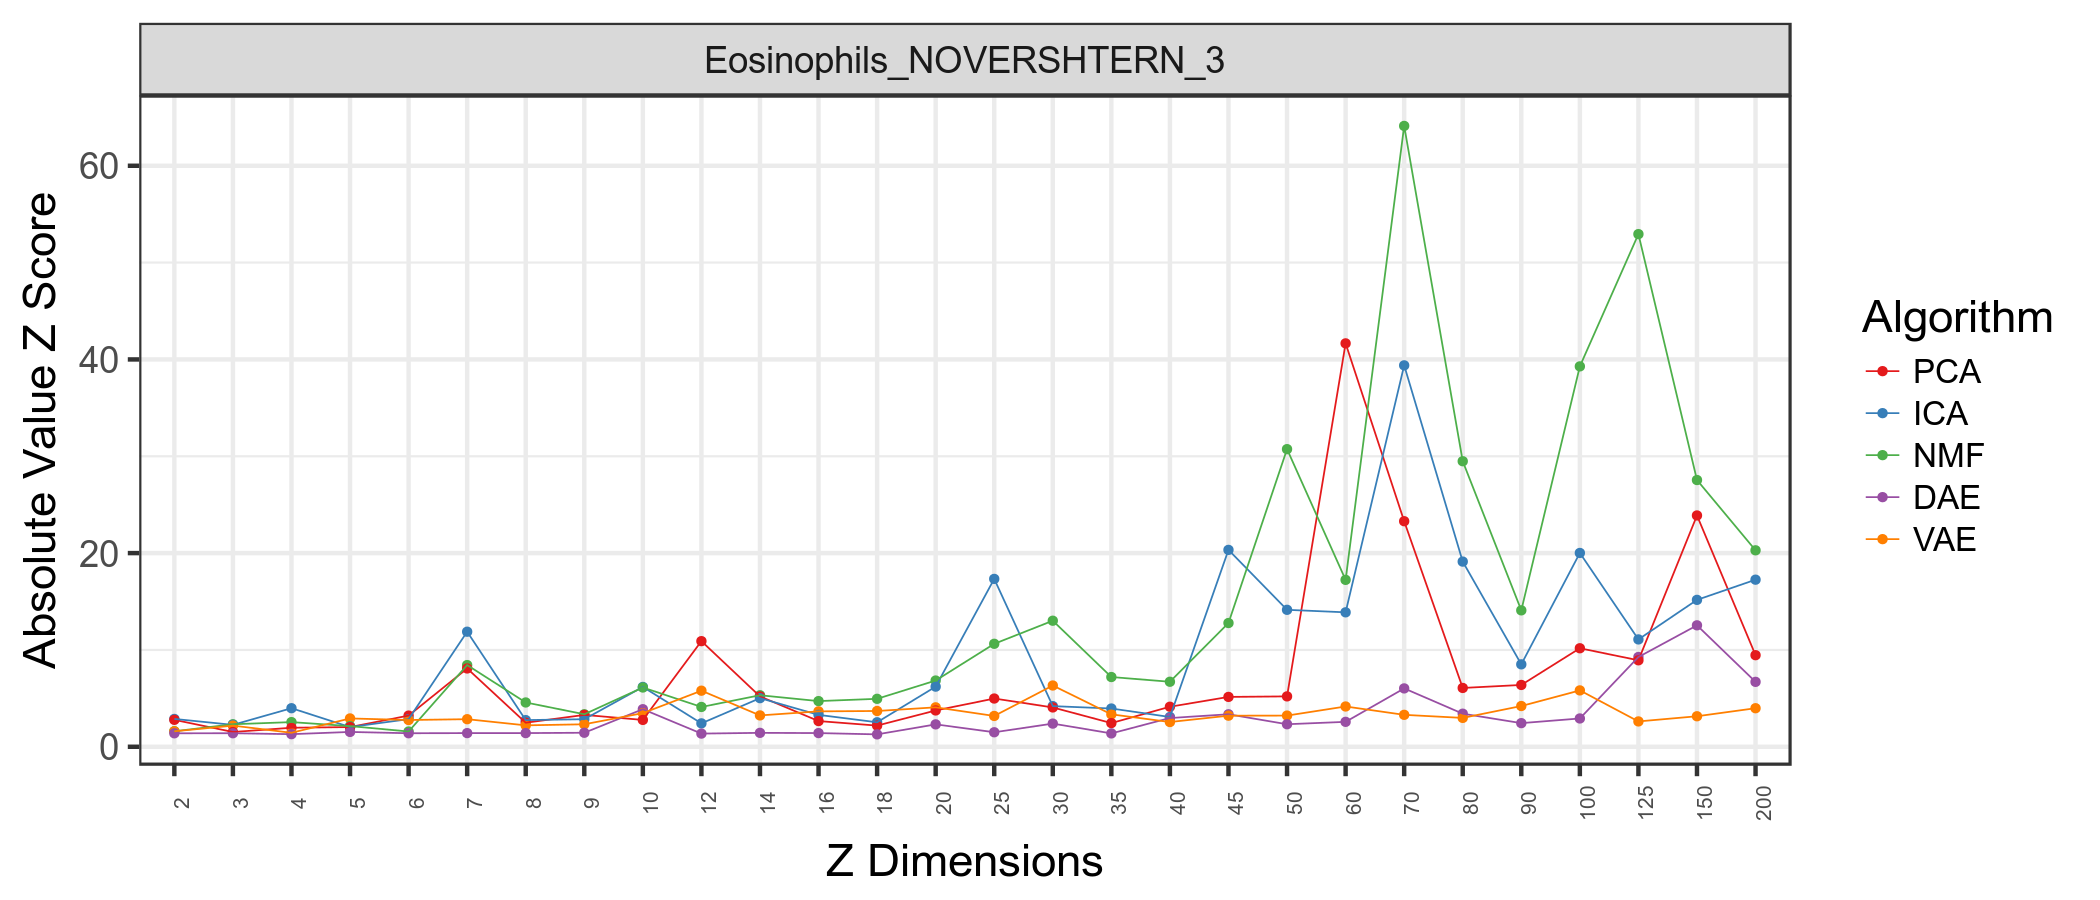 Eosinophils_NOVERSHTERN_3
Absolute Value Z Score
60
40
20
0
2 3 4 5 6 7 8 9 10 12 14 16 18 20 25 30 35 40 45 50 60 70 80 90 100 125 150 200
Z Dimensions
Algorithm
PCA
ICA
NMF
DAE
VAE